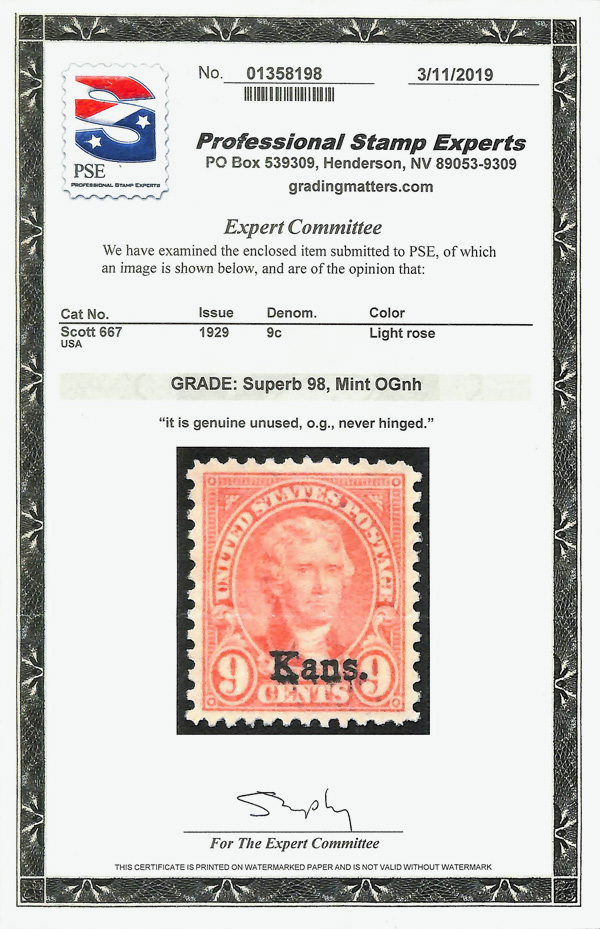 No. 01358198 3/11/2019
PSE
PROFESSIONAL STAMP EXPERTS
Professional Stamp Experts
PO Box 539309, Henderson, NV 89053-9309
gradingmatters.com
Expert Committee
We have examined the enclosed item submitted to PSE, of which
an image is shown below, and are of the opinion that:
Cat No. Issue Denom. Color
Scott 667 1929 9c Light rose
USA
GRADE: Superb 98, Mint OGnh
“it is genuine unused, o.g., never hinged.”
UNITED STATES POSTAGE
Kans.
9 CENTS 9
For The Expert Committee
THIS CERTIFICATE IS PRINTED ON WATERMARKED PAPER AND IS NOT VALID WITHOUT WATERMARK